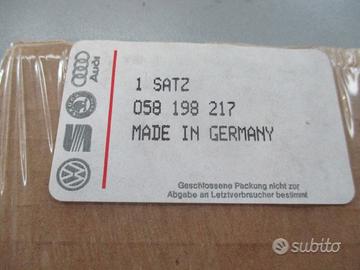 Audi
1 SATZ
058 198 217
MADE IN GERMANY
Geschlossene Packung nicht zur
Abgabe an Letztverbraucher bestimmt
subito